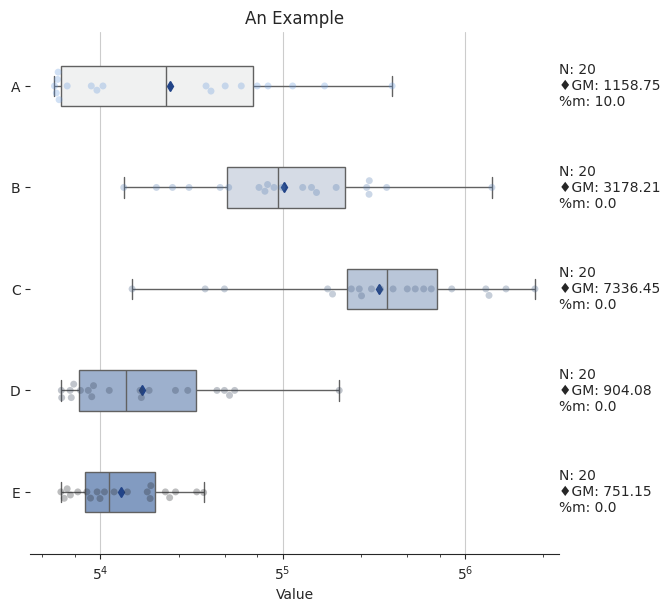 An Example
A
N: 20
♦GM: 1158.75
%m: 10.0
B
N: 20
♦GM: 3178.21
%m: 0.0
C
N: 20
♦GM: 7336.45
%m: 0.0
D
N: 20
♦GM: 904.08
%m: 0.0
E
N: 20
♦GM: 751.15
%m: 0.0
5⁴ 5⁵ 5⁶
Value